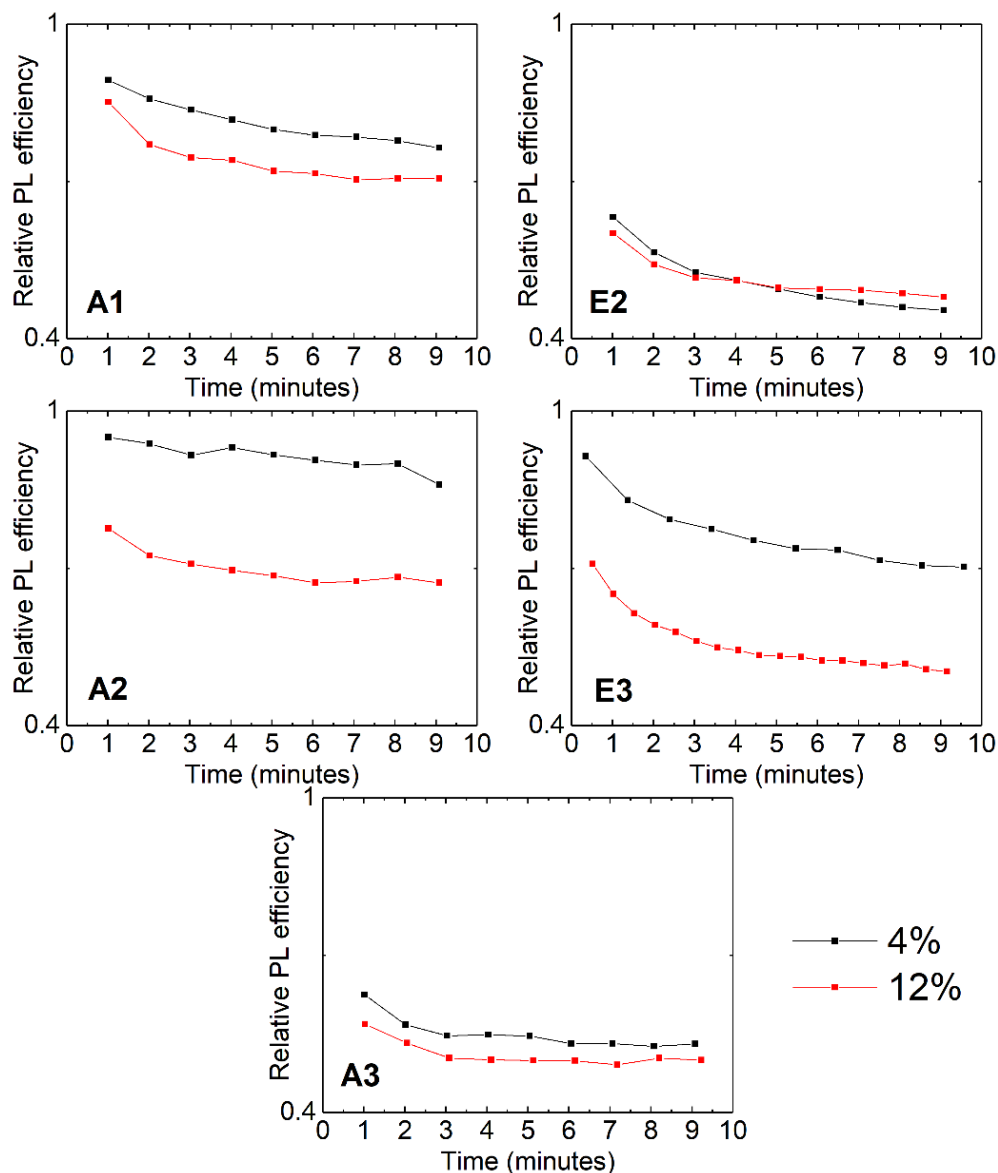 1
Relative PL efficiency
A1
0.4
0 1 2 3 4 5 6 7 8 9 10
Time (minutes)
1
Relative PL efficiency
E2
0.4
0 1 2 3 4 5 6 7 8 9 10
Time (minutes)
1
Relative PL efficiency
A2
0.4
0 1 2 3 4 5 6 7 8 9 10
Time (minutes)
1
Relative PL efficiency
E3
0.4
0 1 2 3 4 5 6 7 8 9 10
Time (minutes)
1
Relative PL efficiency
A3
0.4
0 1 2 3 4 5 6 7 8 9 10
Time (minutes)
4%
12%